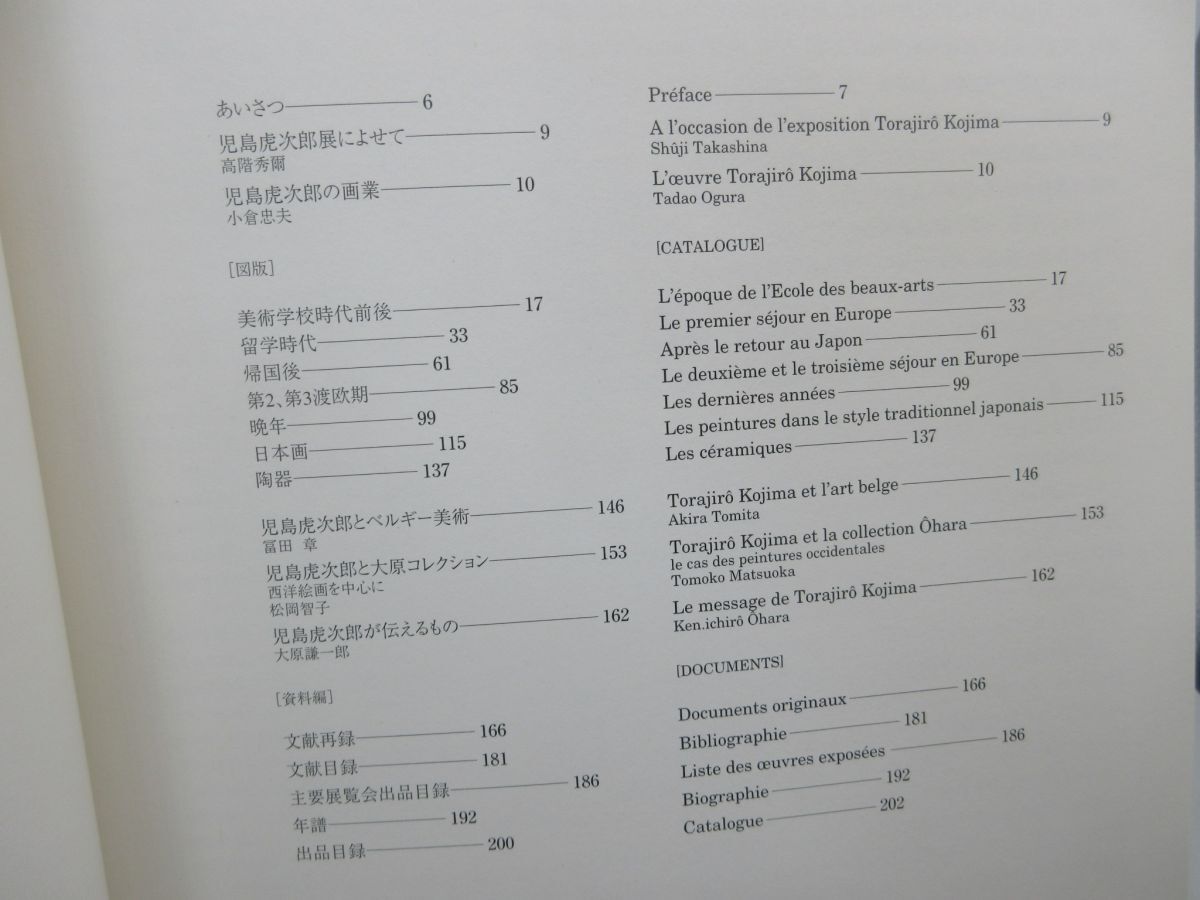 あいさつ 6
児島虎次郎展によせて 9
高階秀爾
児島虎次郎の画業 10
小倉忠夫
[図版]
美術学校時代前後 17
留学時代 33
帰国後 61
第2、第3渡欧期 85
晩年 99
日本画 115
陶器 137
児島虎次郎とベルギー美術 146
冨田 章
児島虎次郎と大原コレクション 153
西洋絵画を中心に
松岡智子
児島虎次郎が伝えるもの 162
大原謙一郎
[資料編]
文献再録 166
文献目録 181
主要展覧会出品目録 186
年譜 192
出品目録 200
Préface 7
A l'occasion de l'exposition Torajirô Kojima 9
Shûji Takashina
L'œuvre Torajirô Kojima 10
Tadao Ogura
[CATALOGUE]
L'époque de l'Ecole des beaux-arts 17
Le premier séjour en Europe 33
Après le retour au Japon 61
Le deuxième et le troisième séjour en Europe 85
Les dernières années 99
Les peintures dans le style traditionnel japonais 115
Les céramiques 137
Torajirô Kojima et l'art belge 146
Akira Tomita
Torajirô Kojima et la collection Ôhara 153
le cas des peintures occidentales
Tomoko Matsuoka
Le message de Torajirô Kojima 162
Ken.ichirô Ôhara
[DOCUMENTS]
Documents originaux 166
Bibliographie 181
Liste des œuvres exposées 186
Biographie 192
Catalogue 202